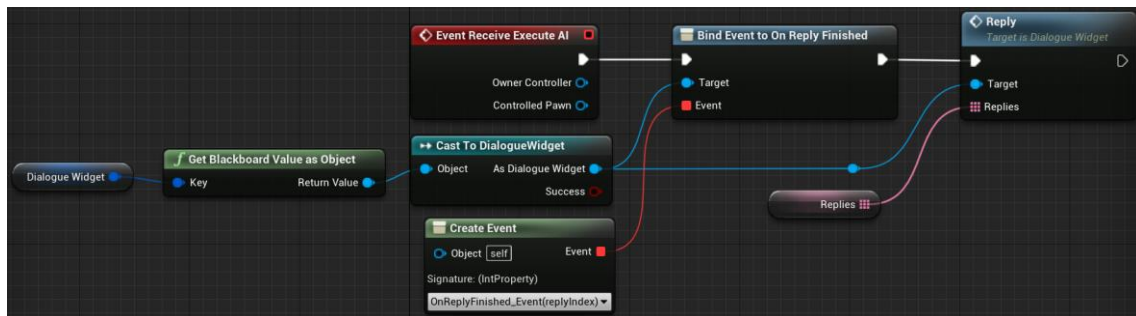 Event Receive Execute AI
Owner Controller
Controlled Pawn
Bind Event to On Reply Finished
Target
Event
Reply
Target is Dialogue Widget
Target
Replies
Dialogue Widget
f Get Blackboard Value as Object
Key
Return Value
Cast To DialogueWidget
Object
As Dialogue Widget
Success
Replies
Create Event
Object self
Event
Signature: (IntProperty)
OnReplyFinished_Event(replyIndex)